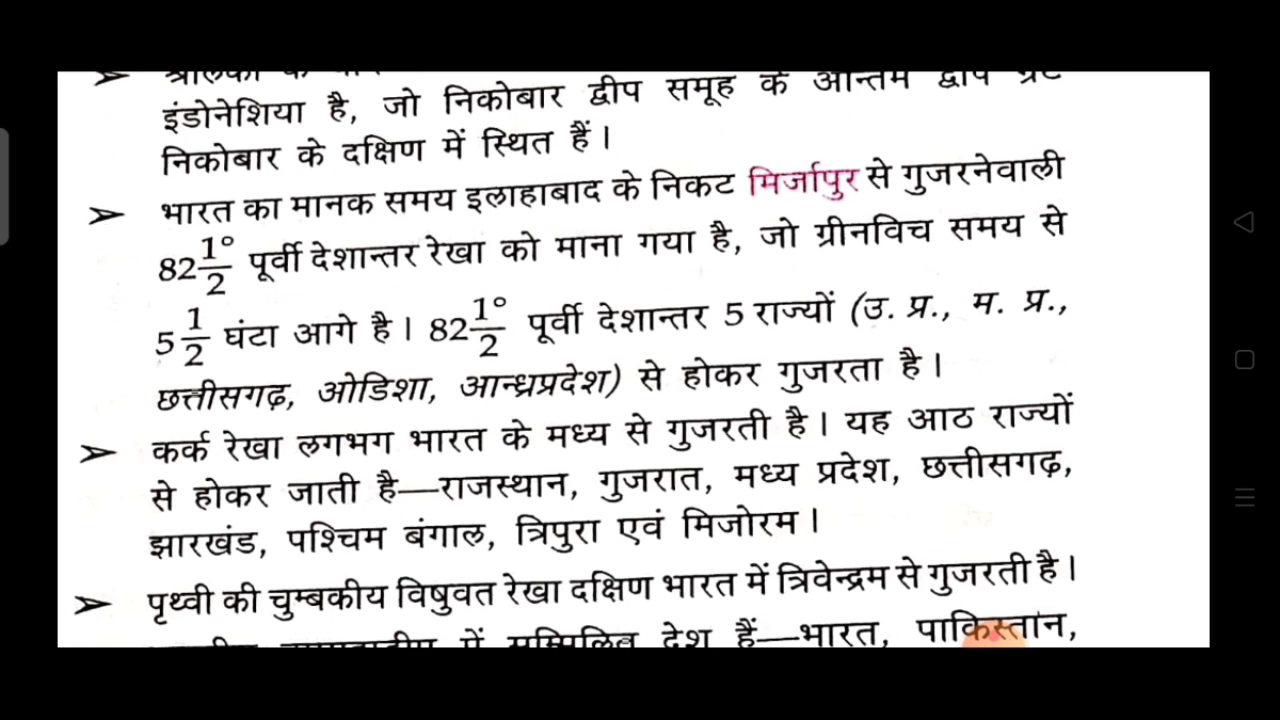 इंडोनेशिया है, जो निकोबार द्वीप समूह के अन्तिम द्वीप ग्रेट
निकोबार के दक्षिण में स्थित हैं।
➢ भारत का मानक समय इलाहाबाद के निकट मिर्जापुर से गुजरनेवाली
82 1/2° पूर्वी देशान्तर रेखा को माना गया है, जो ग्रीनविच समय से
5 1/2 घंटा आगे है। 82 1/2° पूर्वी देशान्तर 5 राज्यों (उ. प्र., म. प्र.,
छत्तीसगढ़, ओडिशा, आन्ध्रप्रदेश) से होकर गुजरता है।
➢ कर्क रेखा लगभग भारत के मध्य से गुजरती है। यह आठ राज्यों
से होकर जाती है—राजस्थान, गुजरात, मध्य प्रदेश, छत्तीसगढ़,
झारखंड, पश्चिम बंगाल, त्रिपुरा एवं मिजोरम।
➢ पृथ्वी की चुम्बकीय विषुवत रेखा दक्षिण भारत में त्रिवेन्द्रम से गुजरती है।
में सम्मिलित देश हैं—भारत, पाकिस्तान,